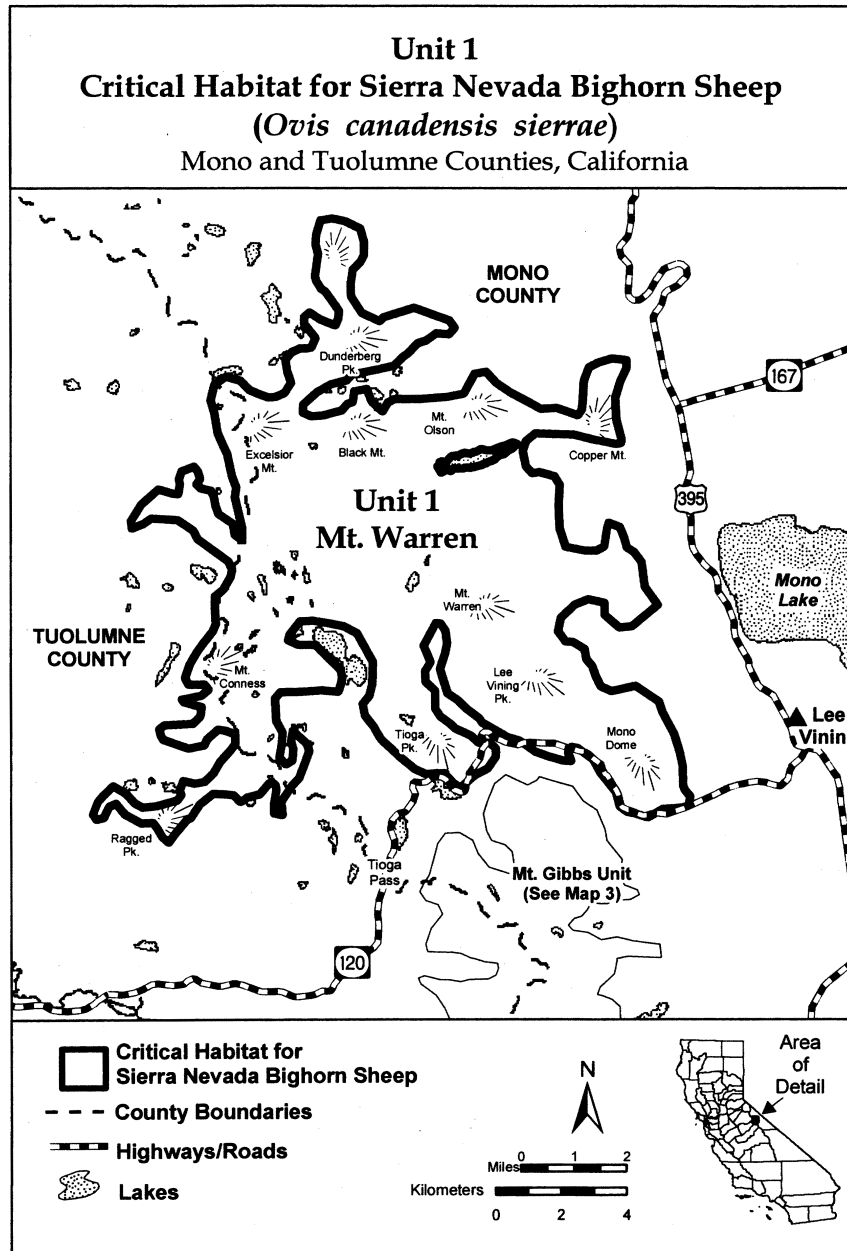 Unit 1
Critical Habitat for Sierra Nevada Bighorn Sheep
(Ovis canadensis sierrae)
Mono and Tuolumne Counties, California
MONO
COUNTY
Dunderberg
Pk.
167
Mt.
Olson
Excelsior
Mt.
Black Mt.
Copper Mt.
Unit 1
Mt. Warren
395
Mono
Lake
Mt.
Warren
TUOLUMNE
COUNTY
Mt.
Conness
Lee
Vining
Pk.
Tioga
Pk.
Mono
Dome
Lee
Vinin
Ragged
Pk.
Tioga
Pass
Mt. Gibbs Unit
(See Map 3)
120
Critical Habitat for
Sierra Nevada Bighorn Sheep
County Boundaries
Highways/Roads
Lakes
N
0 1 2
Miles
Kilometers
0 2 4
Area
of
Detail